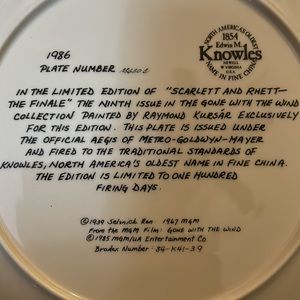 1986
PLATE NUMBER
NORTH AMERICA'S OLDEST
1854
Edwin M.
Knowles
NEWELL
W VIRGINIA
U.S.A.
NAME IN FINE CHINA
IN THE LIMITED EDITION OF "SCARLETT AND RHETT—
THE FINALE" THE NINTH ISSUE IN THE GONE WITH THE WIND
COLLECTION PAINTED BY RAYMOND KURSÁR EXCLUSIVELY
FOR THIS EDITION. THIS PLATE IS ISSUED UNDER
THE OFFICIAL AEGIS OF METRO-GOLDWYN-MAYER
AND FIRED TO THE TRADITIONAL STANDARDS OF
KNOWLES, NORTH AMERICA'S OLDEST NAME IN FINE CHINA.
THE EDITION IS LIMITED TO ONE HUNDRED
FIRING DAYS.
©1939 Selznick Ren. 1967 MGM
From the MGM Film: GONE WITH THE WIND
©1985 MGM/UA Entertainment Co.
Bradex Number: 84-K41-3.9